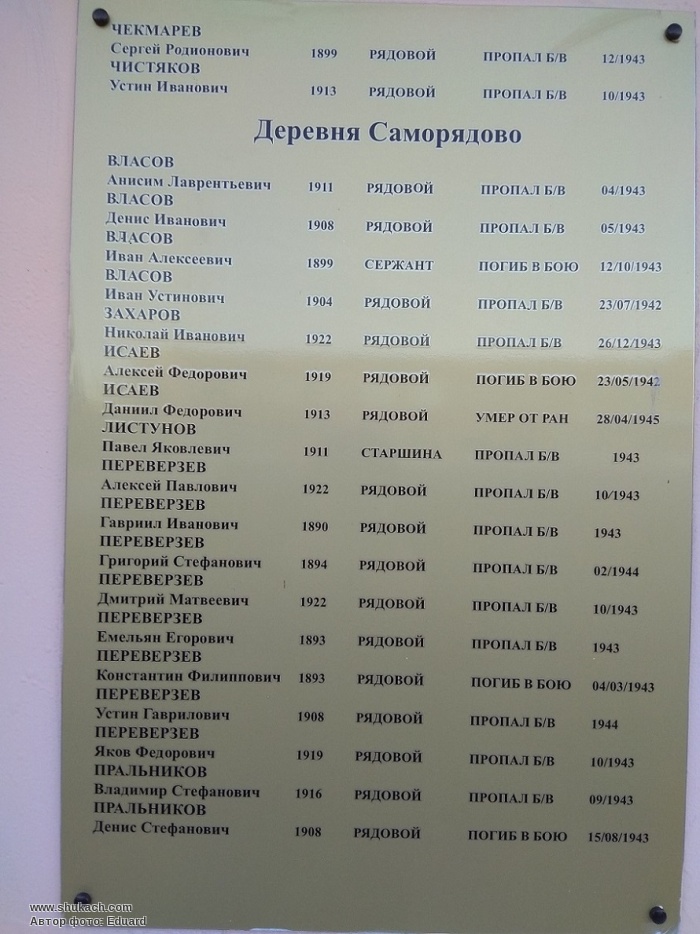 ЧЕКМАРЕВ
Сергей Родионович 1899 РЯДОВОЙ ПРОПАЛ Б/В 12/1943
ЧИСТЯКОВ
Устин Иванович 1913 РЯДОВОЙ ПРОПАЛ Б/В 10/1943
Деревня Саморядово
ВЛАСОВ
Анисим Лаврентьевич 1911 РЯДОВОЙ ПРОПАЛ Б/В 04/1943
ВЛАСОВ
Денис Иванович 1908 РЯДОВОЙ ПРОПАЛ Б/В 05/1943
ВЛАСОВ
Иван Алексеевич 1899 СЕРЖАНТ ПОГИБ В БОЮ 12/10/1943
ВЛАСОВ
Иван Устинович 1904 РЯДОВОЙ ПРОПАЛ Б/В 23/07/1942
ЗАХАРОВ
Николай Иванович 1922 РЯДОВОЙ ПРОПАЛ Б/В 26/12/1943
ИСАЕВ
Алексей Федорович 1919 РЯДОВОЙ ПОГИБ В БОЮ 23/05/1942
ИСАЕВ
Даниил Федорович 1913 РЯДОВОЙ УМЕР ОТ РАН 28/04/1945
ЛИСТУНОВ
Павел Яковлевич 1911 СТАРШИНА ПРОПАЛ Б/В 1943
ПЕРЕВЕРЗЕВ
Алексей Павлович 1922 РЯДОВОЙ ПРОПАЛ Б/В 10/1943
ПЕРЕВЕРЗЕВ
Гавриил Иванович 1890 РЯДОВОЙ ПРОПАЛ Б/В 1943
ПЕРЕВЕРЗЕВ
Григорий Стефанович 1894 РЯДОВОЙ ПРОПАЛ Б/В 02/1944
ПЕРЕВЕРЗЕВ
Дмитрий Матвеевич 1922 РЯДОВОЙ ПРОПАЛ Б/В 10/1943
ПЕРЕВЕРЗЕВ
Емельян Егорович 1893 РЯДОВОЙ ПРОПАЛ Б/В 1943
ПЕРЕВЕРЗЕВ
Константин Филиппович 1893 РЯДОВОЙ ПОГИБ В БОЮ 04/03/1943
ПЕРЕВЕРЗЕВ
Устин Гаврилович 1908 РЯДОВОЙ ПРОПАЛ Б/В 1944
ПЕРЕВЕРЗЕВ
Яков Федорович 1919 РЯДОВОЙ ПРОПАЛ Б/В 10/1943
ПРАЛЬНИКОВ
Владимир Стефанович 1916 РЯДОВОЙ ПРОПАЛ Б/В 09/1943
ПРАЛЬНИКОВ
Денис Стефанович 1908 РЯДОВОЙ ПОГИБ В БОЮ 15/08/1943
www.shukach.com
Автор фото: Eduard